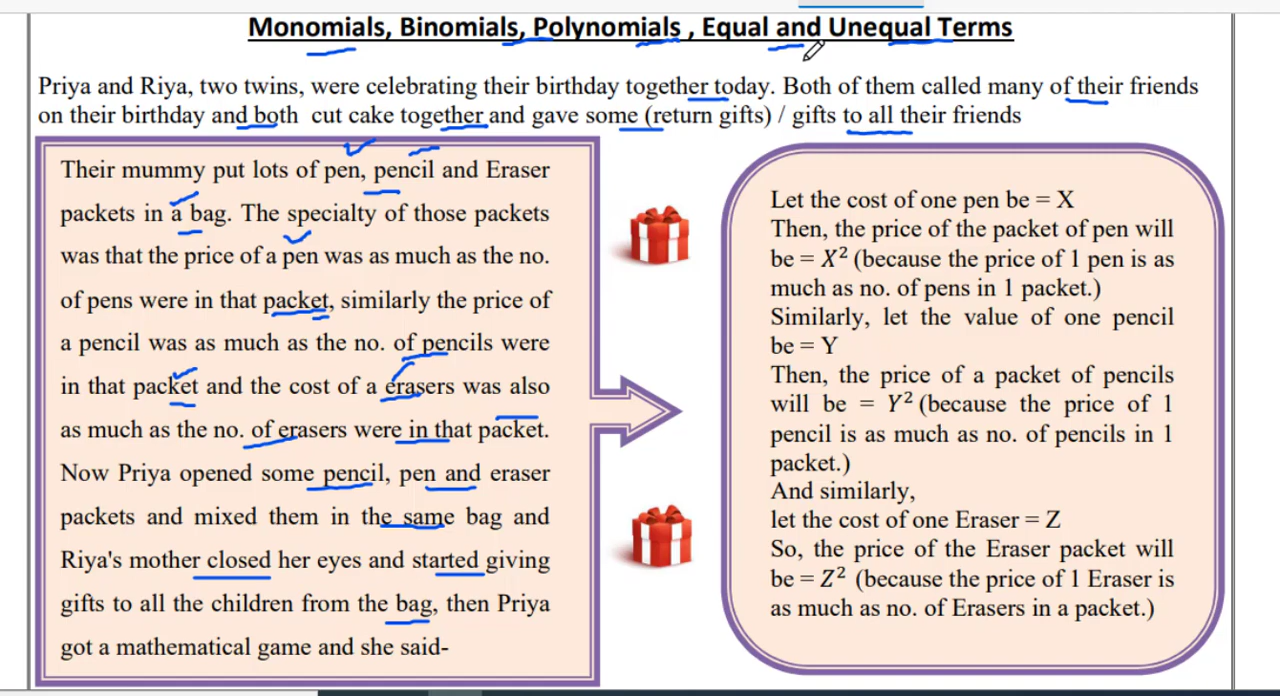 Monomials, Binomials, Polynomials , Equal and Unequal Terms
Priya and Riya, two twins, were celebrating their birthday together today. Both of them called many of their friends
on their birthday and both cut cake together and gave some (return gifts) / gifts to all their friends
Their mummy put lots of pen, pencil and Eraser
packets in a bag. The specialty of those packets
was that the price of a pen was as much as the no.
of pens were in that packet, similarly the price of
a pencil was as much as the no. of pencils were
in that packet and the cost of a erasers was also
as much as the no. of erasers were in that packet.
Now Priya opened some pencil, pen and eraser
packets and mixed them in the same bag and
Riya's mother closed her eyes and started giving
gifts to all the children from the bag, then Priya
got a mathematical game and she said-
Let the cost of one pen be = X
Then, the price of the packet of pen will
be = X² (because the price of 1 pen is as
much as no. of pens in 1 packet.)
Similarly, let the value of one pencil
be = Y
Then, the price of a packet of pencils
will be = Y² (because the price of 1
pencil is as much as no. of pencils in 1
packet.)
And similarly,
let the cost of one Eraser = Z
So, the price of the Eraser packet will
be = Z² (because the price of 1 Eraser is
as much as no. of Erasers in a packet.)